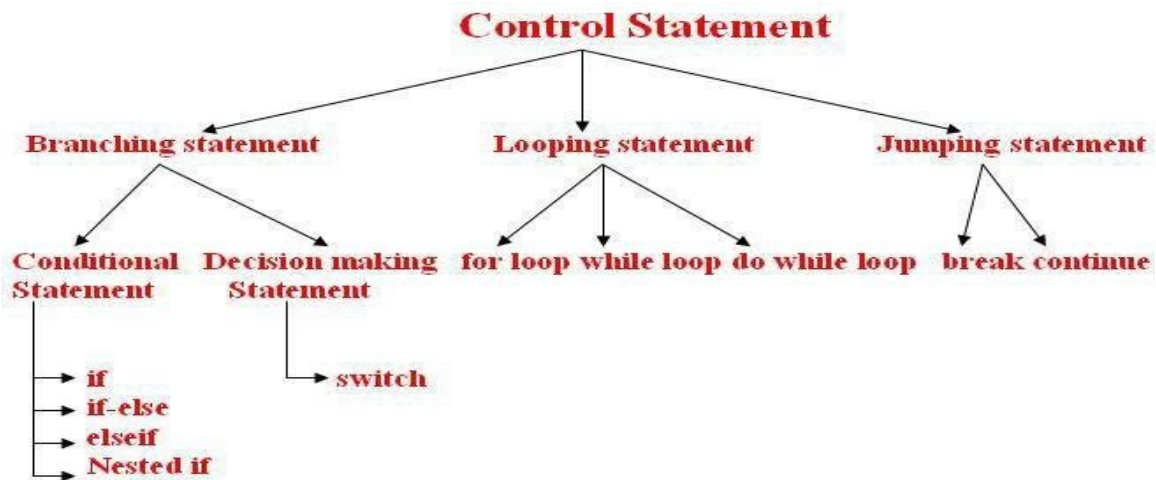 Control Statement
Branching statement Looping statement Jumping statement
Conditional Statement
Decision making Statement
for loop while loop do while loop break continue
if
if-else
elseif
Nested if
switch